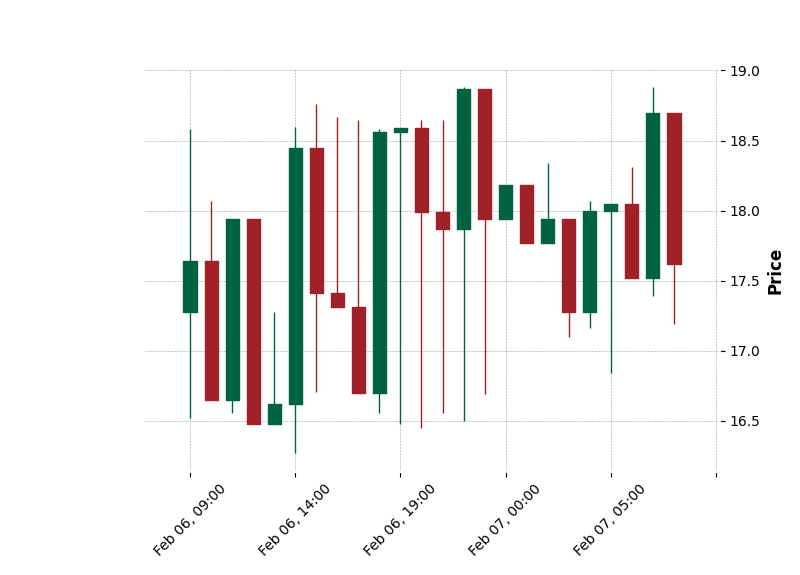 19.0
18.5
18.0
17.5
17.0
16.5
Price
Feb 06, 09:00
Feb 06, 14:00
Feb 06, 19:00
Feb 07, 00:00
Feb 07, 05:00